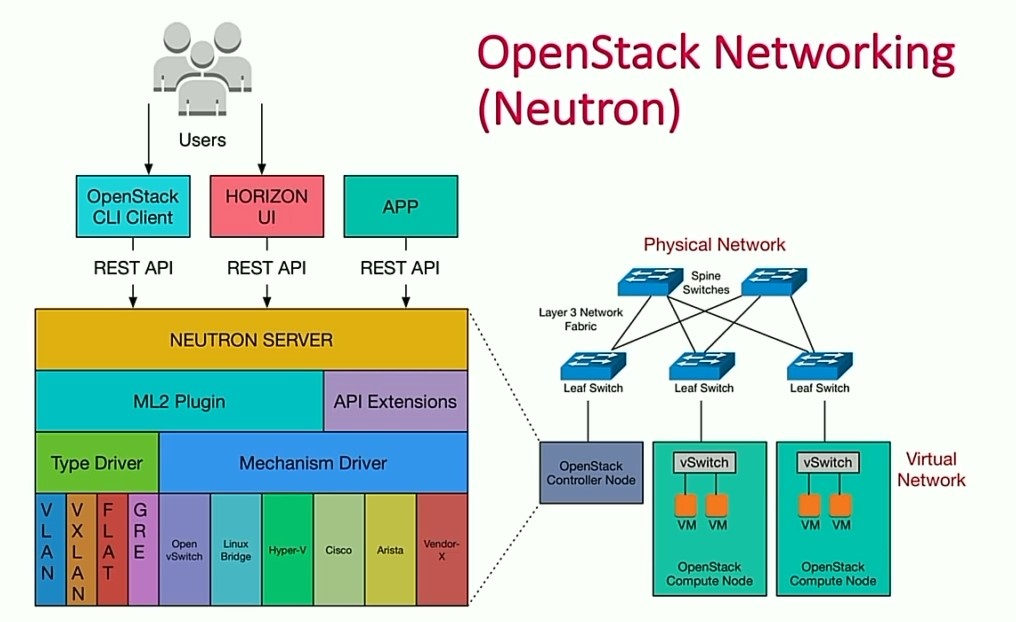 OpenStack Networking
(Neutron)
Users
OpenStack
CLI Client
HORIZON
UI
APP
REST API
REST API
REST API
NEUTRON SERVER
ML2 Plugin
API Extensions
Type Driver
Mechanism Driver
VLAN
VXLAN
FLAT
GRE
Open
vSwitch
Linux
Bridge
Hyper-V
Cisco
Arista
Vendor-
X
Physical Network
Spine
Switches
Layer 3 Network
Fabric
Leaf Switch
Leaf Switch
Leaf Switch
OpenStack
Controller Node
vSwitch
VM
VM
OpenStack
Compute Node
vSwitch
VM
VM
OpenStack
Compute Node
Virtual
Network